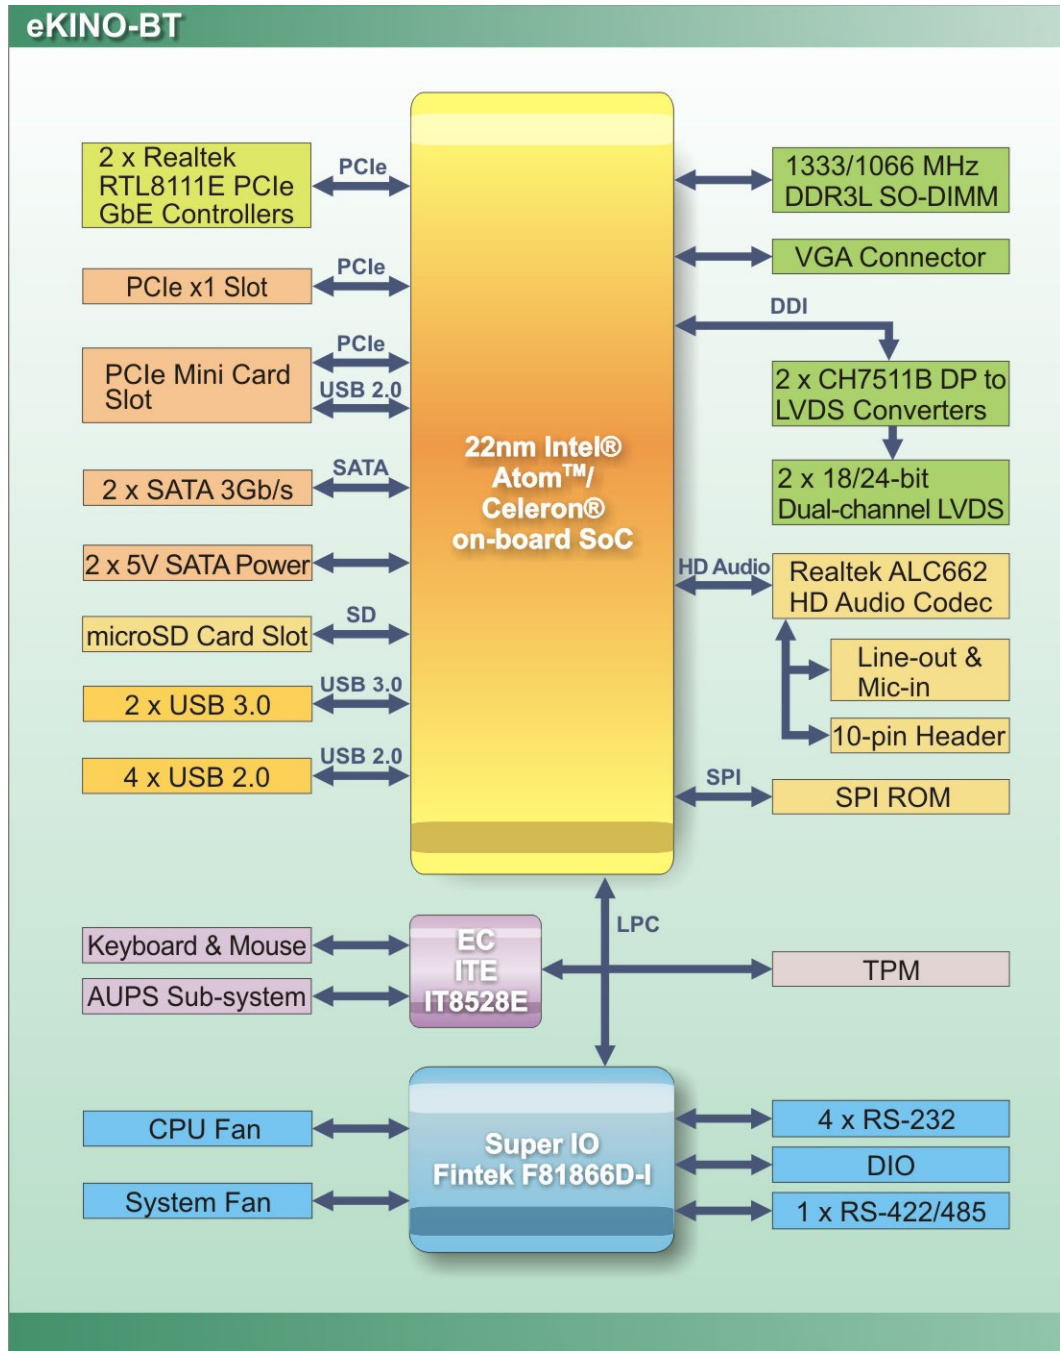 eKINO-BT
2 x Realtek
RTL8111E PCIe
GbE Controllers
PCIe
PCIe x1 Slot
PCIe
PCIe Mini Card
Slot
PCIe
USB 2.0
2 x SATA 3Gb/s
SATA
2 x 5V SATA Power
microSD Card Slot
SD
2 x USB 3.0
USB 3.0
4 x USB 2.0
USB 2.0
22nm Intel®
Atom™/
Celeron®
on-board SoC
1333/1066 MHz
DDR3L SO-DIMM
VGA Connector
DDI
2 x CH7511B DP to
LVDS Converters
2 x 18/24-bit
Dual-channel LVDS
HD Audio
Realtek ALC662
HD Audio Codec
Line-out &
Mic-in
10-pin Header
SPI
SPI ROM
LPC
Keyboard & Mouse
AUPS Sub-system
EC
ITE
IT8528E
TPM
CPU Fan
System Fan
Super IO
Fintek F81866D-I
4 x RS-232
DIO
1 x RS-422/485